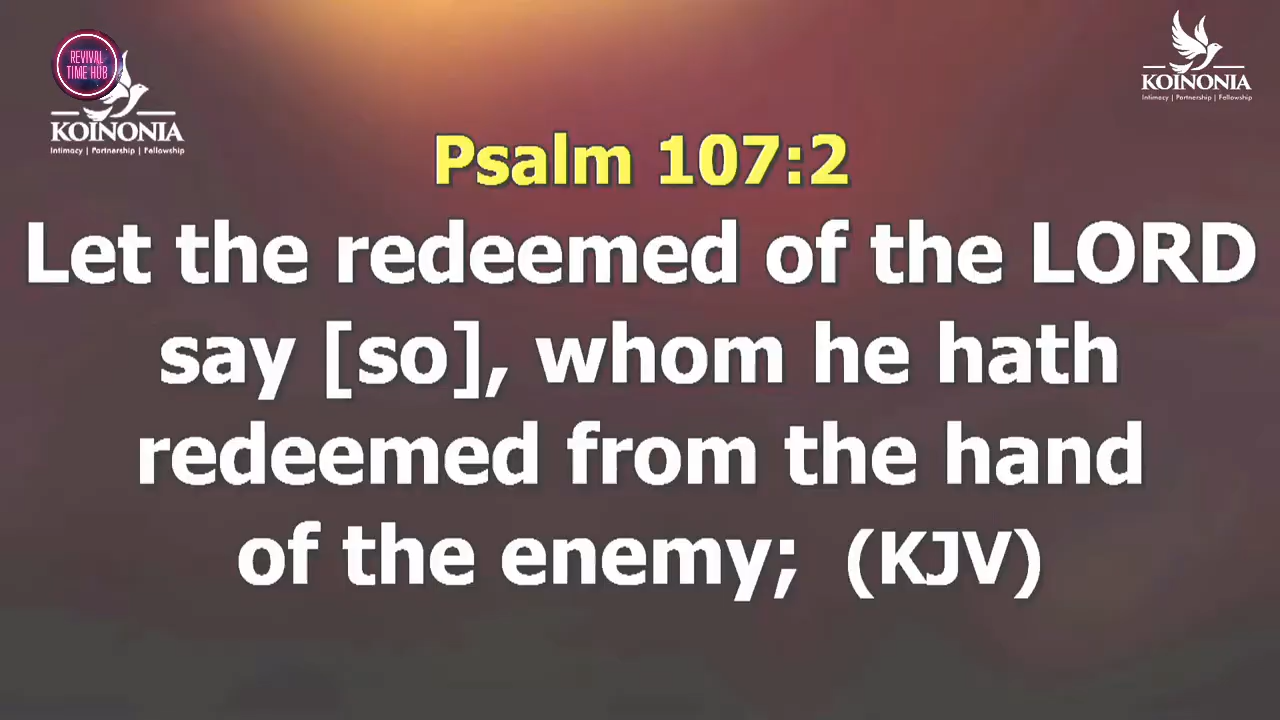 REVIVAL
TIME HUB
KOINONIA
Intimacy | Partnership | Fellowship
KOINONIA
Intimacy | Partnership | Fellowship
Psalm 107:2
Let the redeemed of the LORD
say [so], whom he hath
redeemed from the hand
of the enemy; (KJV)